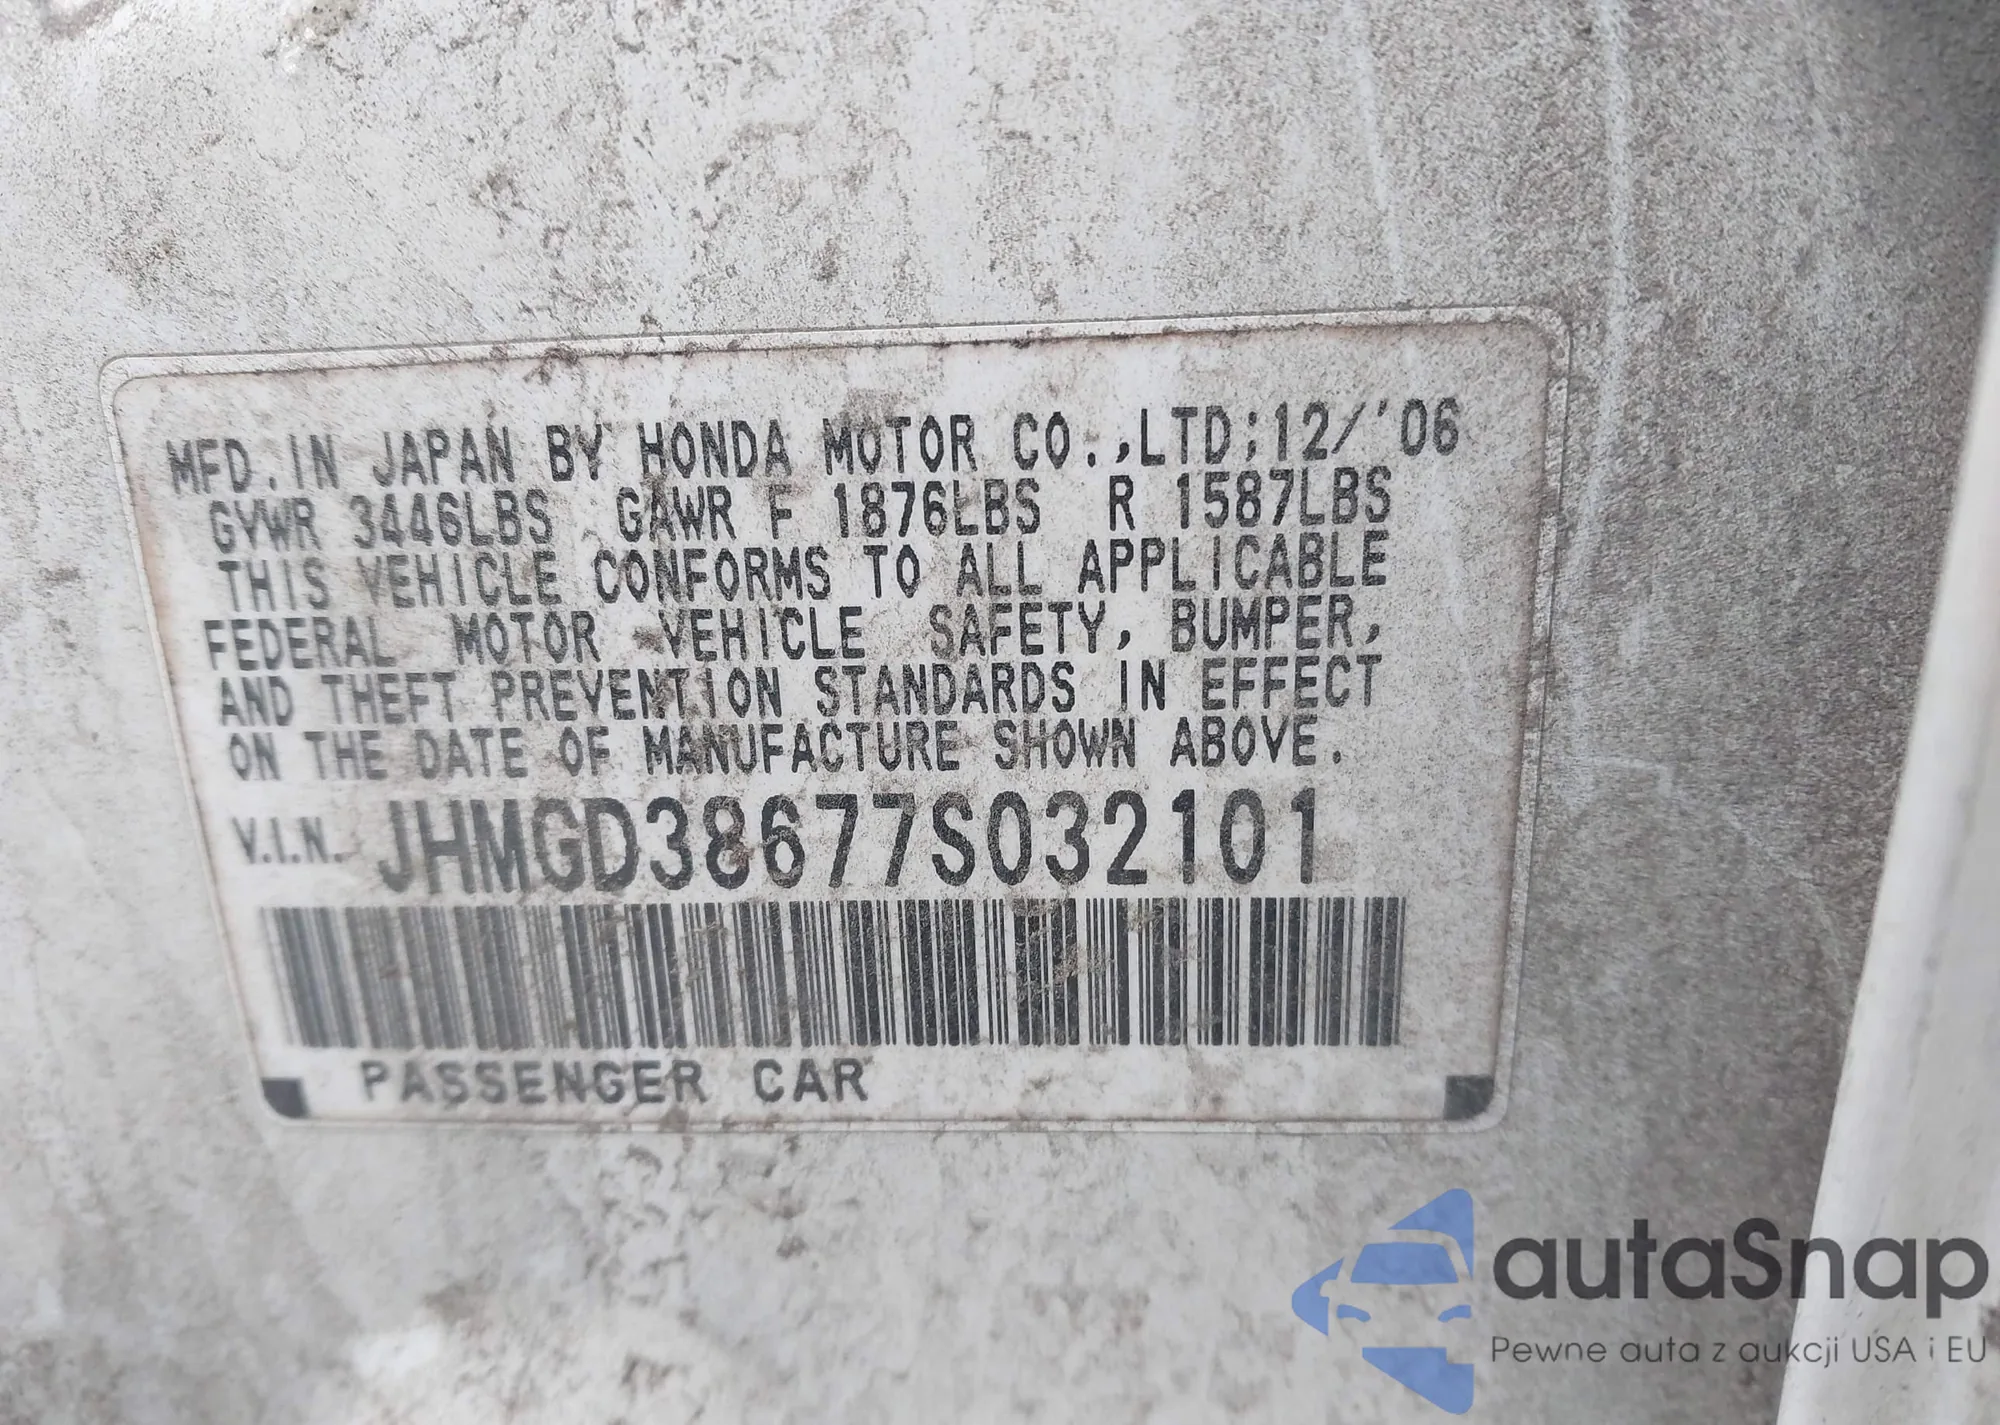 MFD. IN JAPAN BY HONDA MOTOR CO.,LTD;12/'06
GVWR 3446LBS GAWR F 1876LBS R 1587LBS
THIS VEHICLE CONFORMS TO ALL APPLICABLE
FEDERAL MOTOR VEHICLE SAFETY, BUMPER,
AND THEFT PREVENTION STANDARDS IN EFFECT
ON THE DATE OF MANUFACTURE SHOWN ABOVE.
V.I.N. JHMGD38677S032101
PASSENGER CAR
autaSnap
Pewne auta z aukcji USA i EU